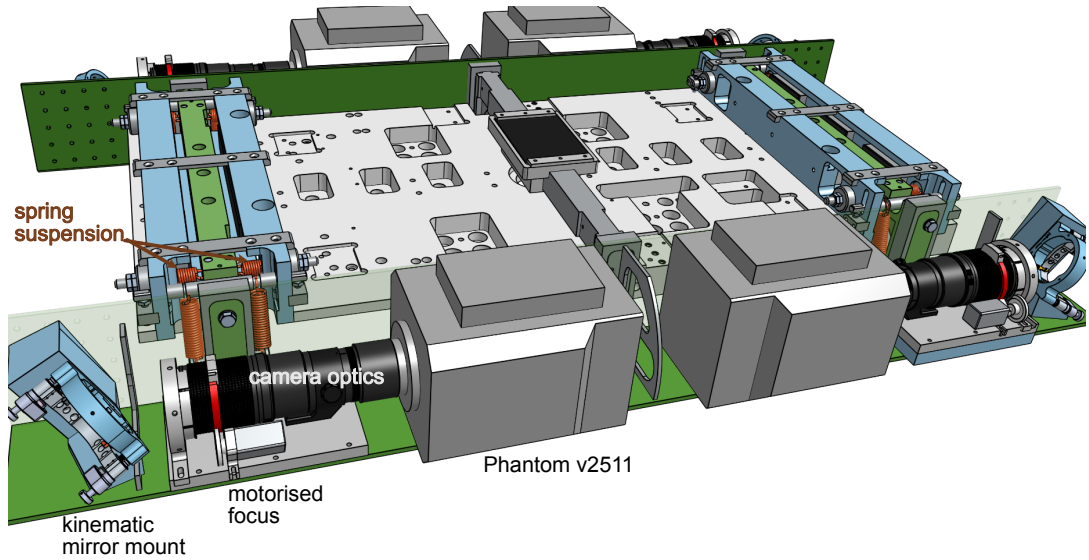 spring
suspension
camera optics
Phantom v2511
motorised
focus
kinematic
mirror mount